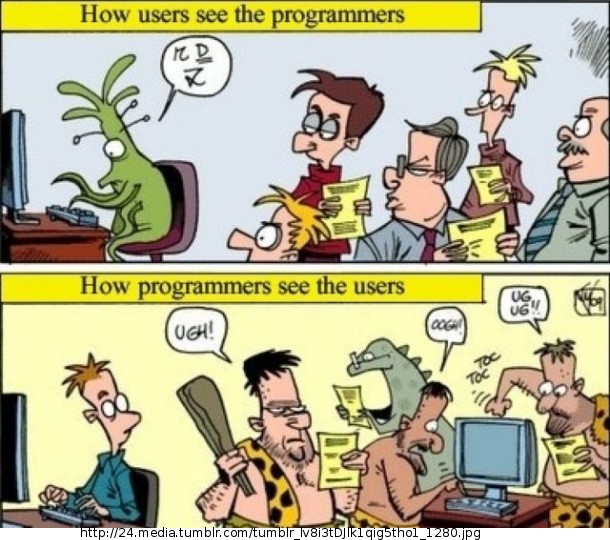 How users see the programmers
How programmers see the users
UGH!
OOGH!
UG
UG!!
TOC
TOC
http://24.media.tumblr.com/tumblr_lv8i3tDJlk1qig5tho1_1280.jpg